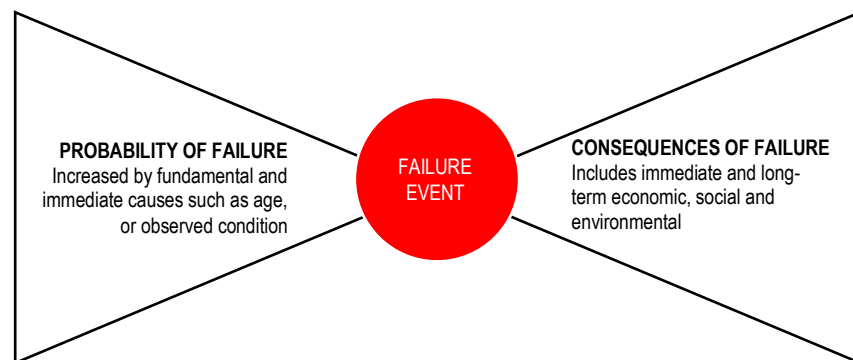 PROBABILITY OF FAILURE
Increased by fundamental and
immediate causes such as age,
or observed condition
FAILURE
EVENT
CONSEQUENCES OF FAILURE
Includes immediate and long-
term economic, social and
environmental